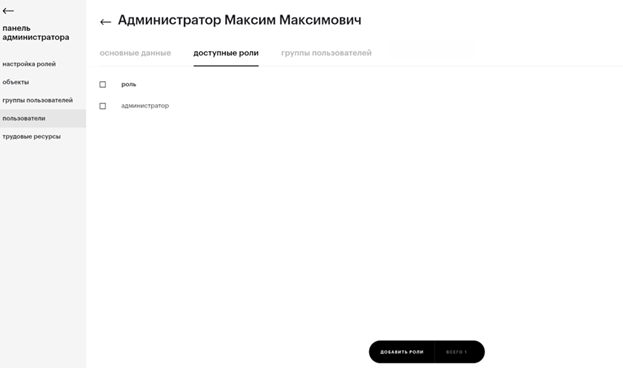 панель
администратора
настройка ролей
объекты
группы пользователей
пользователи
трудовые ресурсы
Администратор Максим Максимович
основные данные доступные роли группы пользователей
роль
администратор
ДОБАВИТЬ РОЛИ ВСЕГО 1